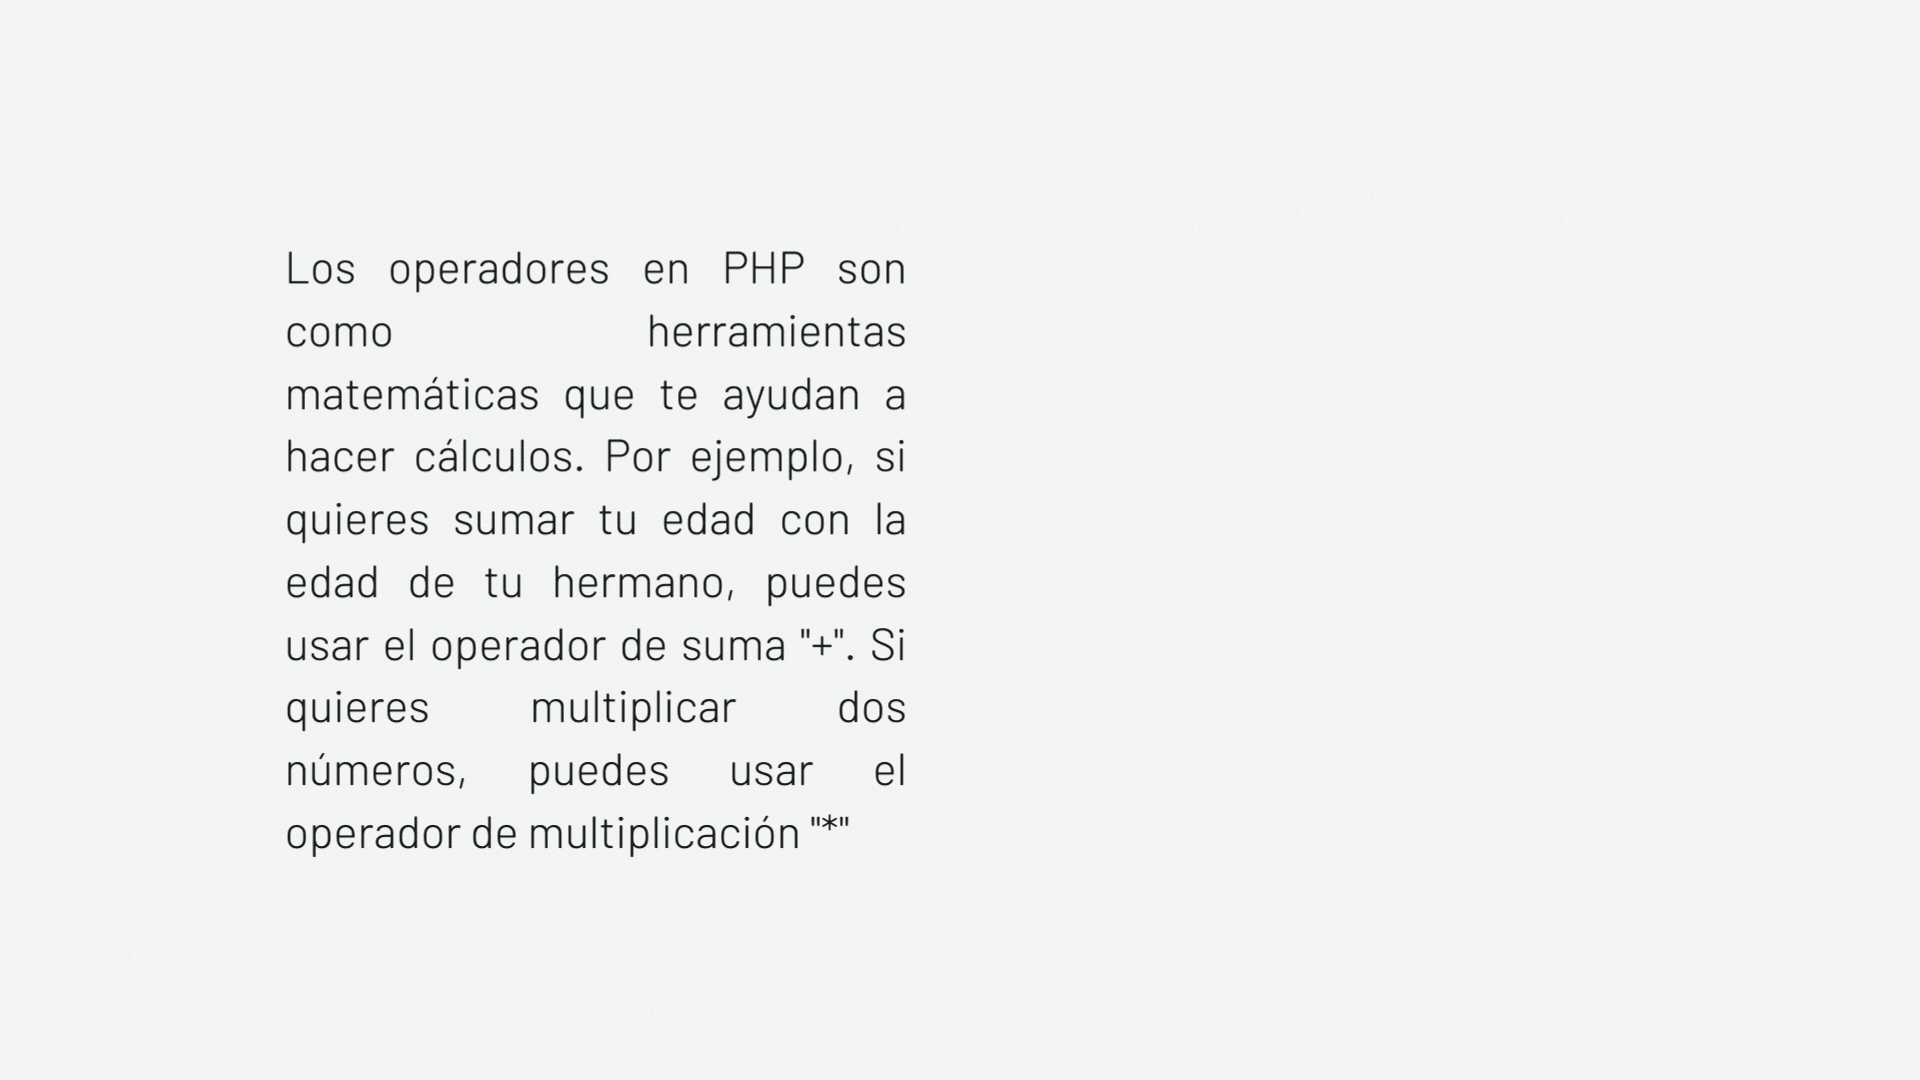 Los operadores en PHP son
como herramientas
matemáticas que te ayudan a
hacer cálculos. Por ejemplo, si
quieres sumar tu edad con la
edad de tu hermano, puedes
usar el operador de suma "+". Si
quieres multiplicar dos
números, puedes usar el
operador de multiplicación "*"